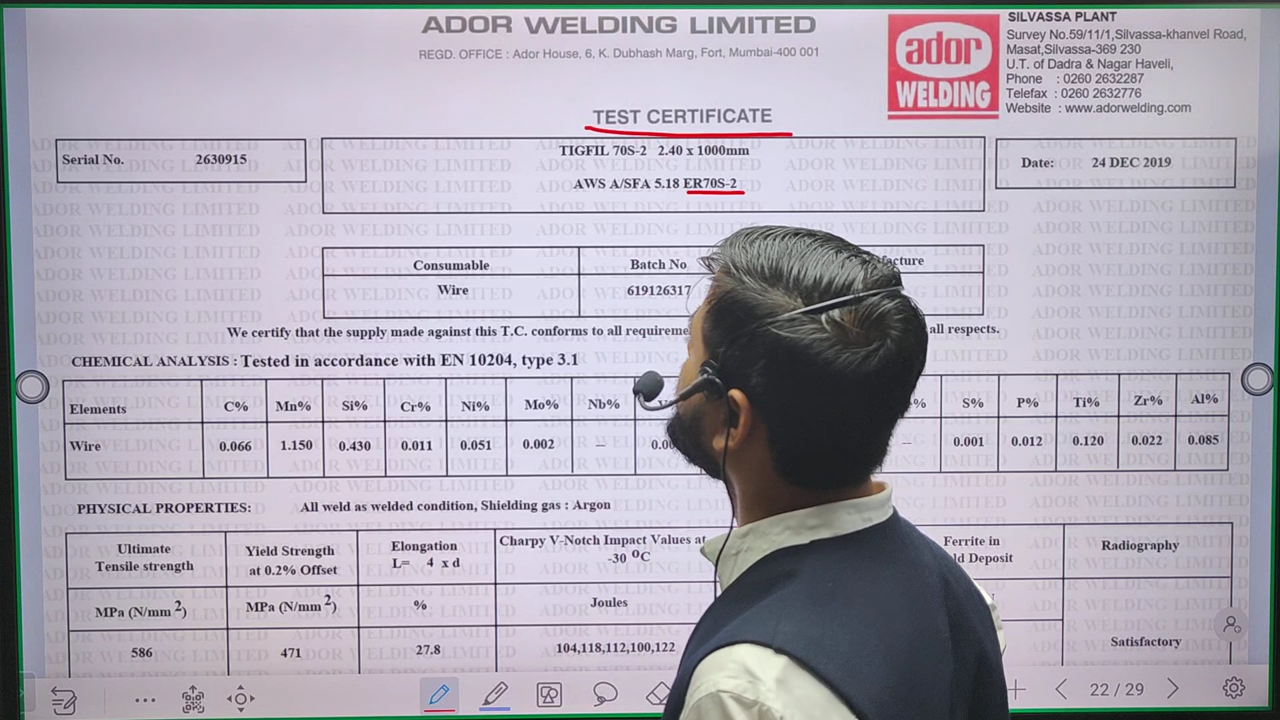 ADOR WELDING LIMITED
REGD. OFFICE : Ador House, 6, K. Dubhash Marg, Fort, Mumbai-400 001
ador
WELDING
SILVASSA PLANT
Survey No.59/11/1,Silvassa-khanvel Road,
Masat,Silvassa-369 230
U.T. of Dadra & Nagar Haveli,
Phone : 0260 2632287
Telefax : 0260 2632776
Website : www.adorwelding.com
TEST CERTIFICATE
Serial No. 2630915
TIGFIL 70S-2 2.40 x 1000mm
AWS A/SFA 5.18 ER70S-2
Date: 24 DEC 2019
Consumable Batch No
Wire 619126317
We certify that the supply made against this T.C. conforms to all all respects.
CHEMICAL ANALYSIS : Tested in accordance with EN 10204, type 3.1
Elements C% Mn% Si% Cr% Ni% Mo% Nb% S% P% Ti% Zr% Al%
Wire 0.066 1.150 0.430 0.011 0.051 0.002 – – 0.001 0.012 0.120 0.022 0.085
PHYSICAL PROPERTIES: All weld as welded condition, Shielding gas : Argon
Ultimate Tensile strength Yield Strength at 0.2% Offset Elongation L= 4 x d Charpy V-Notch Impact Values at -30 ⁰C Ferrite in Deposit Radiography
MPa (N/mm²) MPa (N/mm²) % Joules
586 471 27.8 104,118,112,100,122 Satisfactory
22 / 29